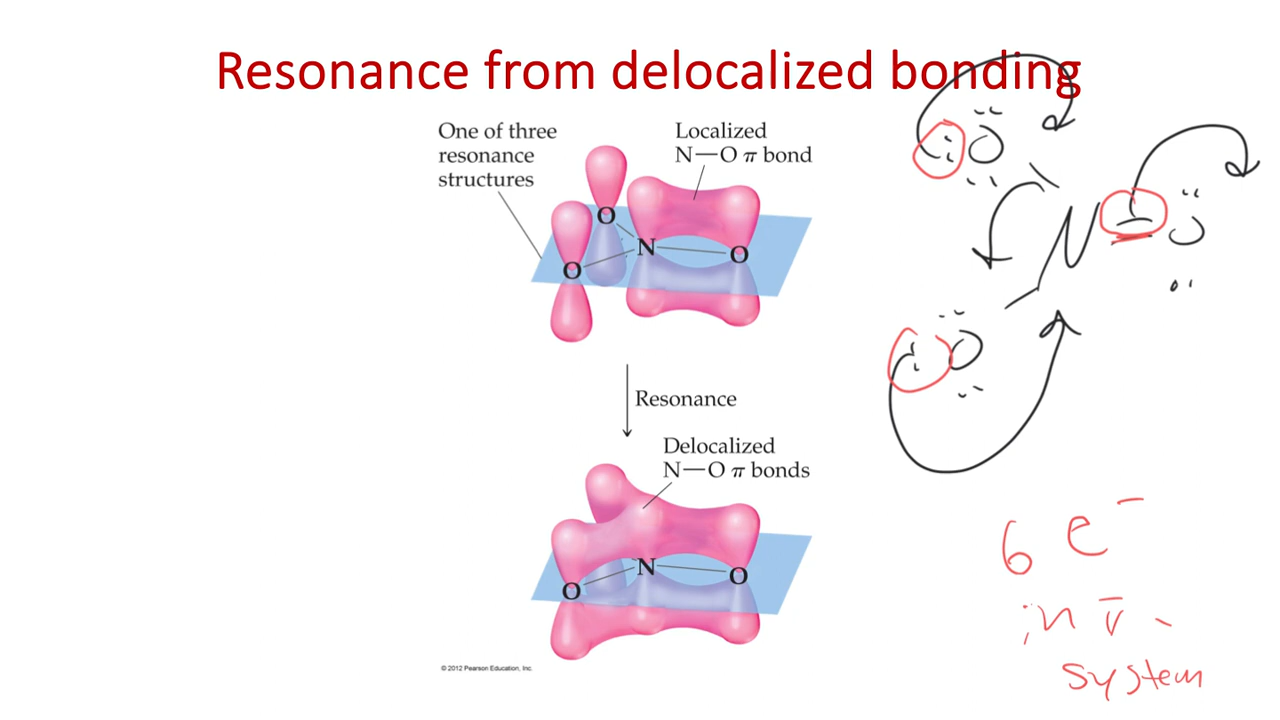 Resonance from delocalized bonding
One of three
resonance
structures
Localized
N—O π bond
O
O
N
O
Resonance
Delocalized
N—O π bonds
N
O
O
© 2012 Pearson Education, Inc.
O
N
O
O
6 e⁻
in π -
system